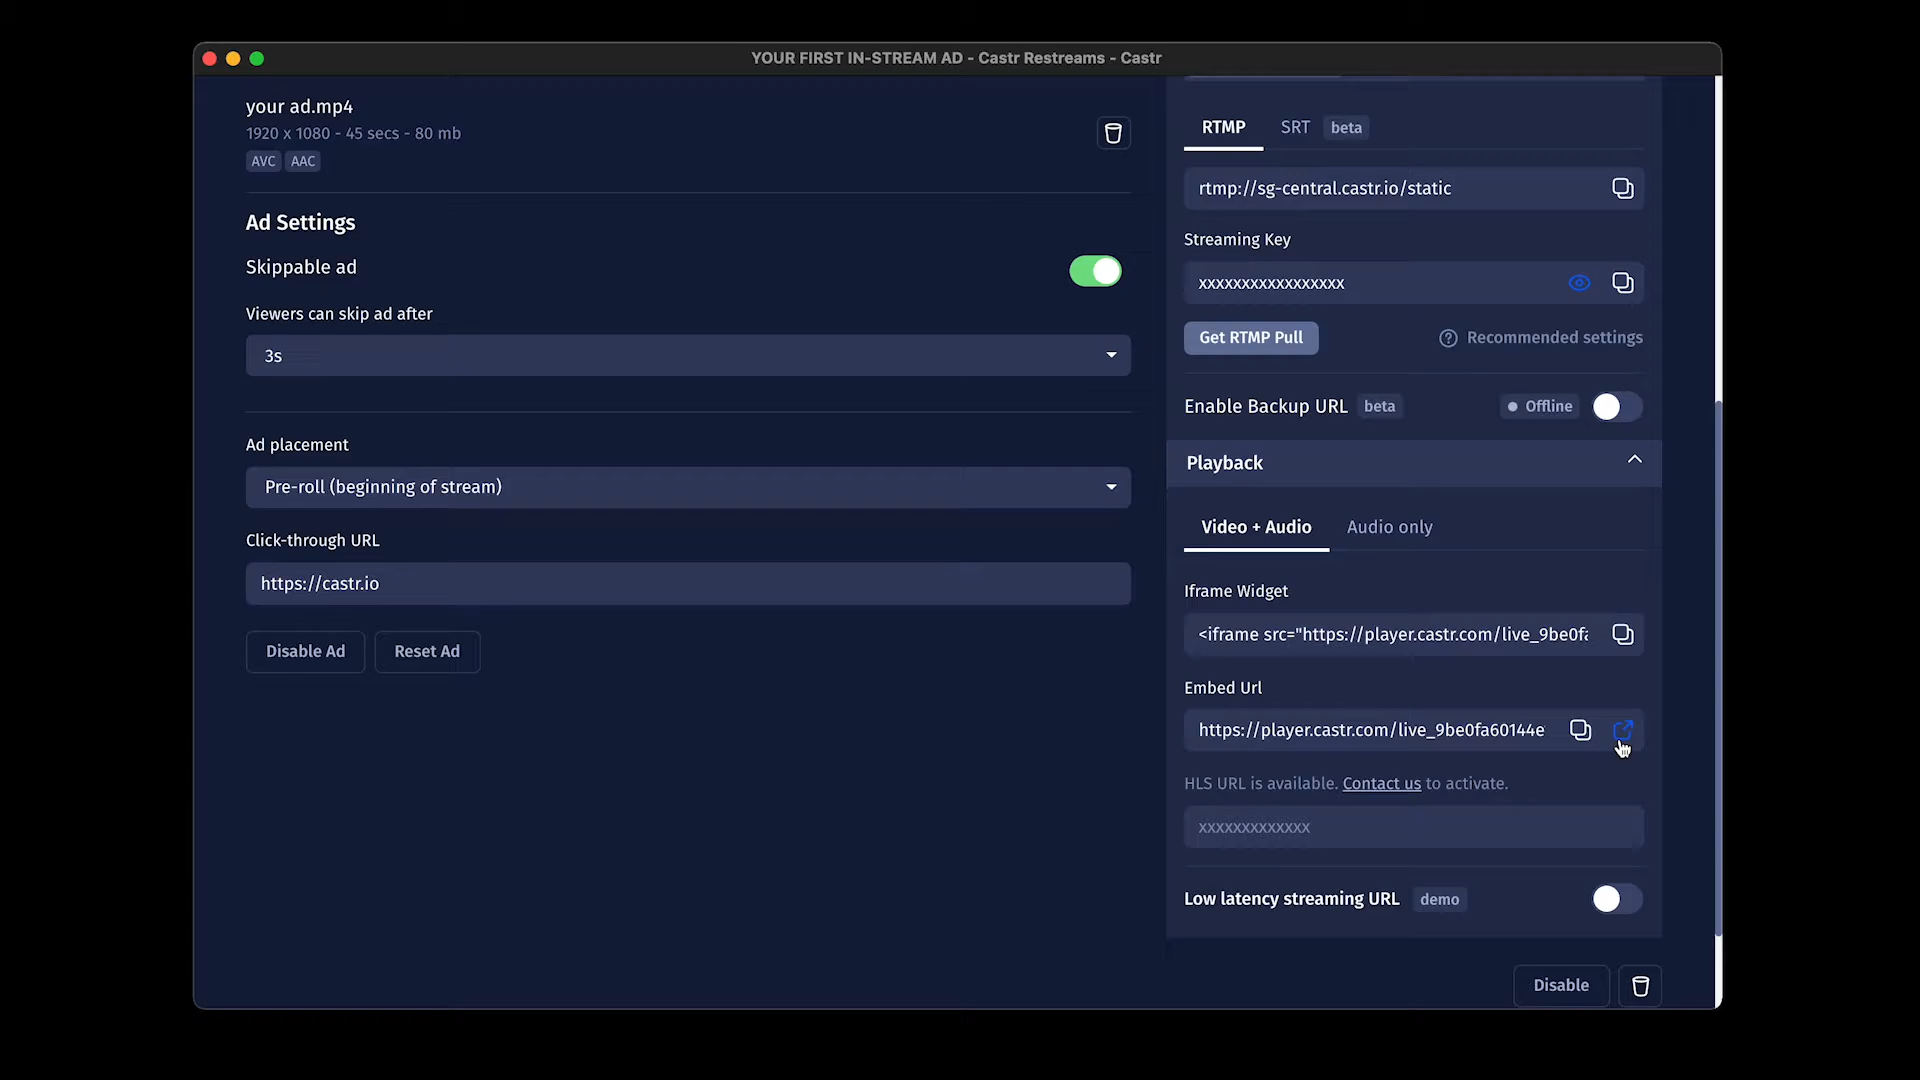 YOUR FIRST IN-STREAM AD - Castr Restreams - Castr
your ad.mp4
1920 x 1080 - 45 secs - 80 mb
AVC AAC
Ad Settings
Skippable ad
Viewers can skip ad after
3s
Ad placement
Pre-roll (beginning of stream)
Click-through URL
https://castr.io
Disable Ad Reset Ad
RTMP SRT beta
rtmp://sg-central.castr.io/static
Streaming Key
xxxxxxxxxxxxxxxxx
Get RTMP Pull Recommended settings
Enable Backup URL beta Offline
Playback
Video + Audio Audio only
Iframe Widget
<iframe src="https://player.castr.com/live_9be0fa
Embed Url
https://player.castr.com/live_9be0fa60144e
HLS URL is available. Contact us to activate.
xxxxxxxxxxxxx
Low latency streaming URL demo
Disable